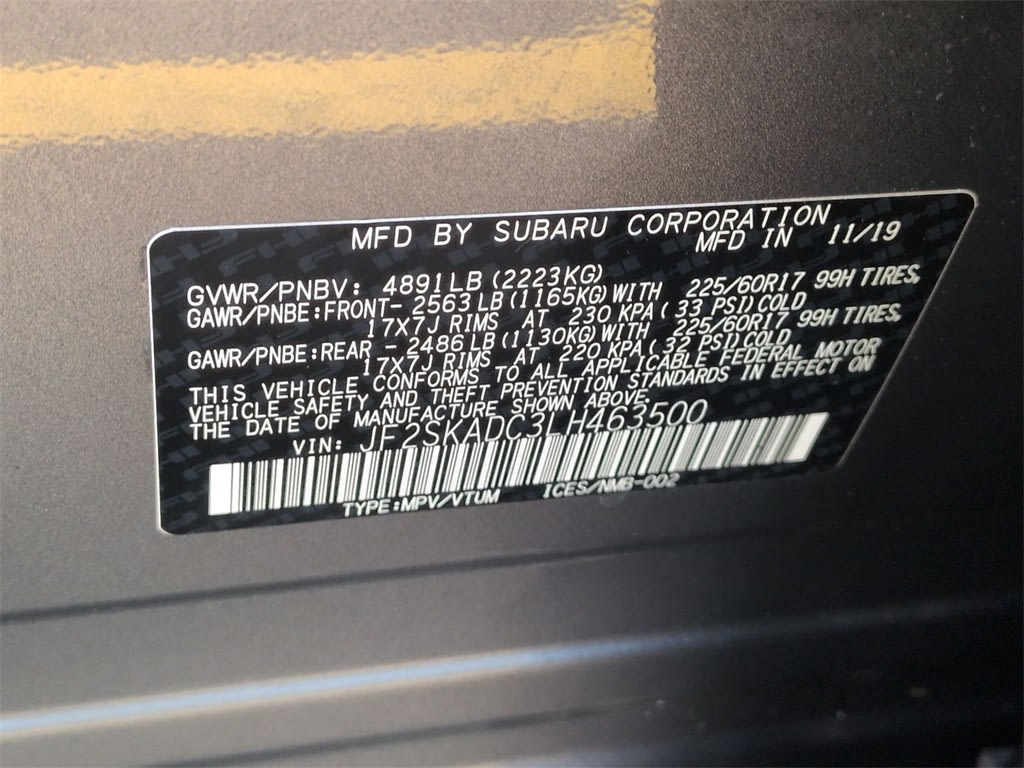 MFD BY SUBARU CORPORATION
MFD IN 11/19
GVWR/PNBV: 4891LB (2223KG)
GAWR/PNBE:FRONT- 2563LB (1165KG) WITH 225/60R17 99H TIRES,
17X7J RIMS AT 230 KPA (33 PSI) COLD
GAWR/PNBE:REAR - 2486LB (1130KG) WITH 225/60R17 99H TIRES,
17X7J RIMS AT 220 KPA (32 PSI) COLD
THIS VEHICLE CONFORMS TO ALL APPLICABLE FEDERAL MOTOR
VEHICLE SAFETY AND THEFT PREVENTION STANDARDS IN EFFECT ON
THE DATE OF MANUFACTURE SHOWN ABOVE.
VIN: JF2SKADC3LH463500
TYPE:MPV/VTUM ICES/NMB-002